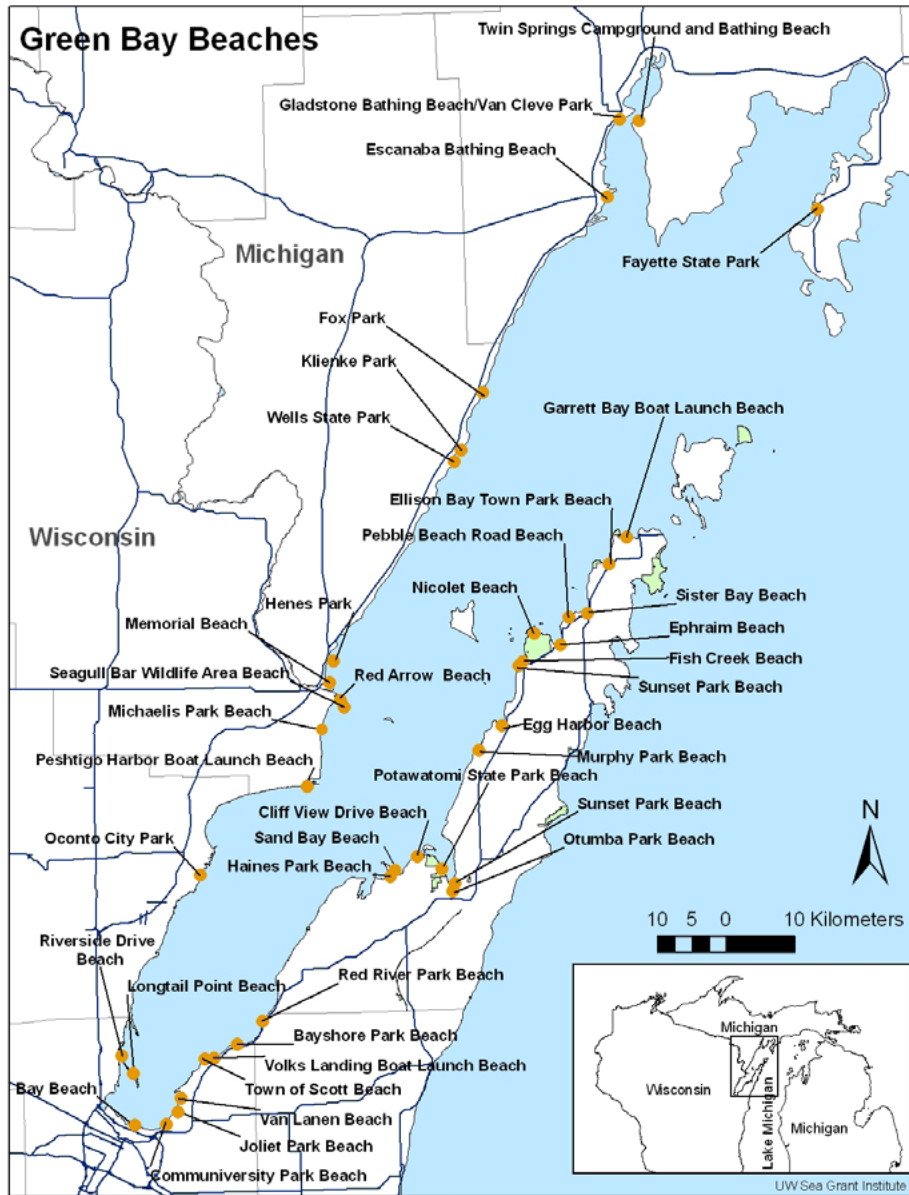 Green Bay Beaches
Twin Springs Campground and Bathing Beach
Gladstone Bathing Beach/Van Cleve Park
Escanaba Bathing Beach
Michigan
Fayette State Park
Fox Park
Klienke Park
Wells State Park
Garrett Bay Boat Launch Beach
Ellison Bay Town Park Beach
Wisconsin
Pebble Beach Road Beach
Nicolet Beach
Henes Park
Sister Bay Beach
Memorial Beach
Ephraim Beach
Fish Creek Beach
Seagull Bar Wildlife Area Beach
Red Arrow Beach
Sunset Park Beach
Michaelis Park Beach
Egg Harbor Beach
Murphy Park Beach
Peshtigo Harbor Boat Launch Beach
Potawatomi State Park Beach
Sunset Park Beach
Cliff View Drive Beach
N
Oconto City Park
Sand Bay Beach
Otumba Park Beach
Haines Park Beach
10 5 0 10 Kilometers
Riverside Drive
Beach
Longtail Point Beach
Red River Park Beach
Bayshore Park Beach
Volks Landing Boat Launch Beach
Bay Beach
Town of Scott Beach
Van Lanen Beach
Joliet Park Beach
Communiversity Park Beach
Michigan
Wisconsin
Lake Michigan
Michigan
UW Sea Grant Institute